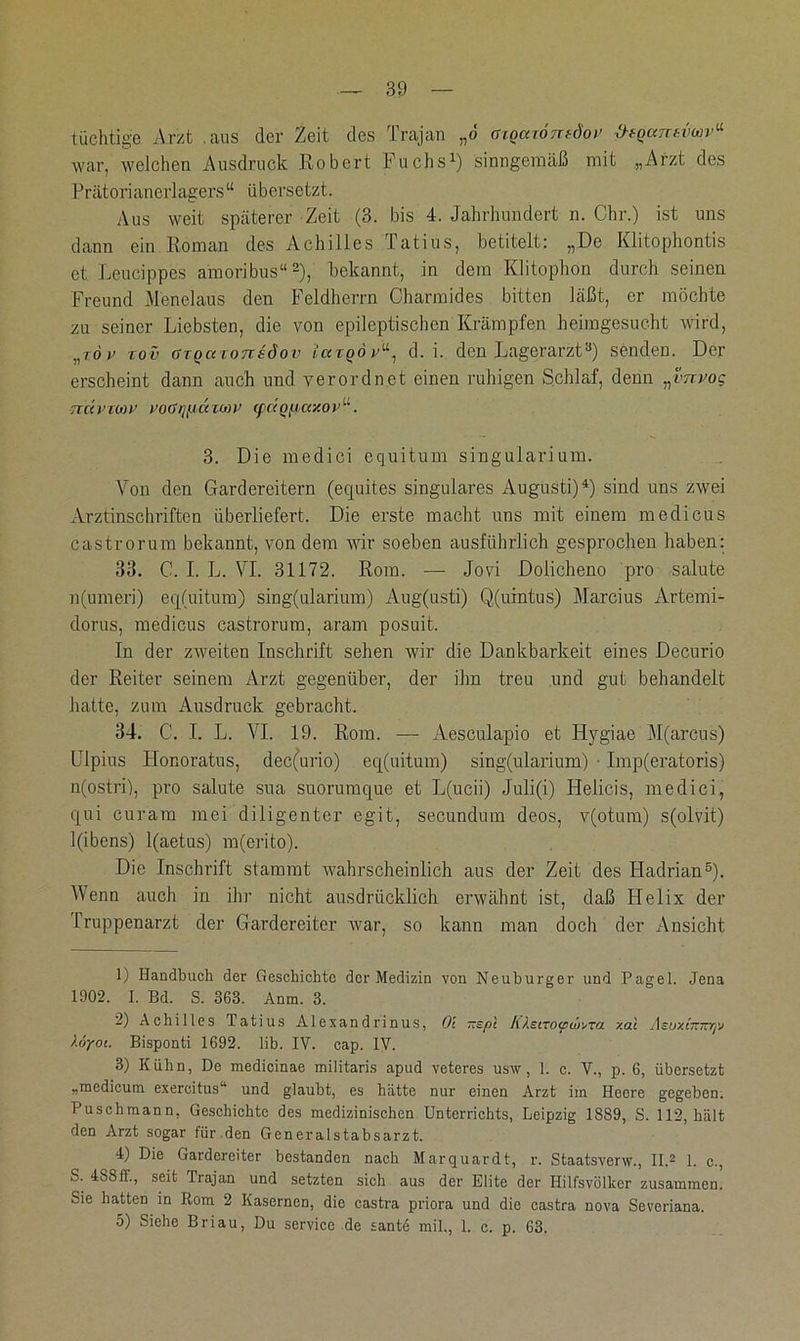 — 39 —
tüchtige Arzt aus der Zeit des Trajan „ὁ στρατόπεδον θεραπεύων“
war, welchen Ausdruck Robert Fuchs¹) sinngemäß mit „Arzt des
Prätorianerlagers“ übersetzt.
Aus weit späterer Zeit (3. bis 4. Jahrhundert n. Chr.) ist uns
dann ein Roman des Achilles Tatius, betitelt: „De Klitophontis
et Leucippes amoribus“²), bekannt, in dem Klitophon durch seinen
Freund Menelaus den Feldherrn Charmides bitten läßt, er möchte
zu seiner Liebsten, die von epileptischen Krämpfen heimgesucht wird,
„τὸν τοῦ στρατοπέδου ἰατρόν“, d. i. den Lagerarzt³) senden. Der
erscheint dann auch und verordnet einen ruhigen Schlaf, denn „ὕπνος
πάντων νοσημάτων φάρμακον“.
3. Die medici equitum singularium.
Von den Gardereitern (equites singulares Augusti)⁴) sind uns zwei
Arztinschriften überliefert. Die erste macht uns mit einem medicus
castrorum bekannt, von dem wir soeben ausführlich gesprochen haben:
33. C. I. L. VI. 31172. Rom. — Jovi Dolicheno pro salute
n(umeri) eq(uitum) sing(ularium) Aug(usti) Q(uintus) Marcius Artemi-
dorus, medicus castrorum, aram posuit.
In der zweiten Inschrift sehen wir die Dankbarkeit eines Decurio
der Reiter seinem Arzt gegenüber, der ihn treu und gut behandelt
hatte, zum Ausdruck gebracht.
34. C. I. L. VI. 19. Rom. — Aesculapio et Hygiae M(arcus)
Ulpius Honoratus, dec(urio) eq(uitum) sing(ularium) Imp(eratoris)
n(ostri), pro salute sua suorumque et L(ucii) Juli(i) Helicis, medici,
qui curam mei diligenter egit, secundum deos, v(otum) s(olvit)
l(ibens) l(aetus) m(erito).
Die Inschrift stammt wahrscheinlich aus der Zeit des Hadrian⁵).
Wenn auch in ihr nicht ausdrücklich erwähnt ist, daß Helix der
Truppenarzt der Gardereiter war, so kann man doch der Ansicht
1) Handbuch der Geschichte der Medizin von Neuburger und Pagel. Jena
1902. I. Bd. S. 363. Anm. 3.
2) Achilles Tatius Alexandrinus, Οἱ περὶ Κλειτοφῶντα καὶ Λευκίππην
λόγοι. Bisponti 1692. lib. IV. cap. IV.
3) Kühn, De medicinae militaris apud veteres usw, l. c. V., p. 6, übersetzt
„medicum exercitus“ und glaubt, es hätte nur einen Arzt im Heere gegeben.
Puschmann, Geschichte des medizinischen Unterrichts, Leipzig 1889, S. 112, hält
den Arzt sogar für den Generalstabsarzt.
4) Die Gardereiter bestanden nach Marquardt, r. Staatsverw., II.² l. c.,
S. 488ff., seit Trajan und setzten sich aus der Elite der Hilfsvölker zusammen.
Sie hatten in Rom 2 Kasernen, die castra priora und die castra nova Severiana.
5) Siehe Briau, Du service de santé mil., l. c. p. 63.